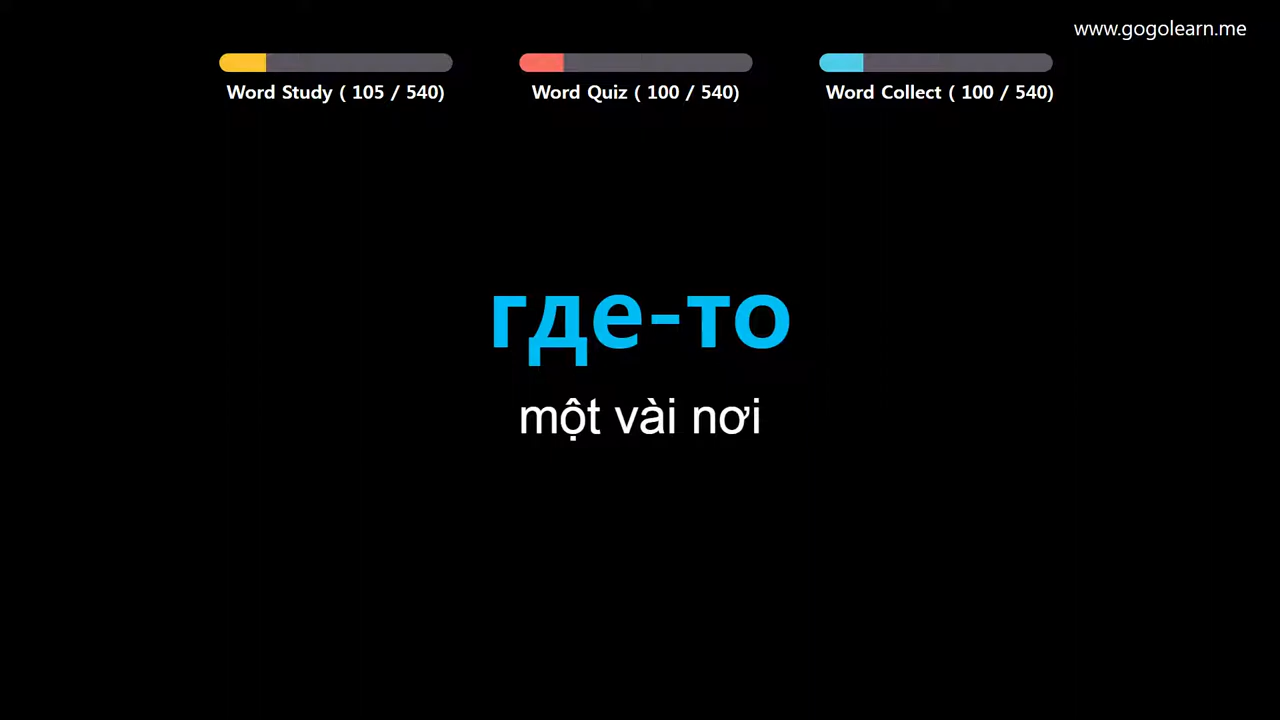 www.gogolearn.me
Word Study ( 105 / 540)
Word Quiz ( 100 / 540)
Word Collect ( 100 / 540)
где-то
một vài nơi